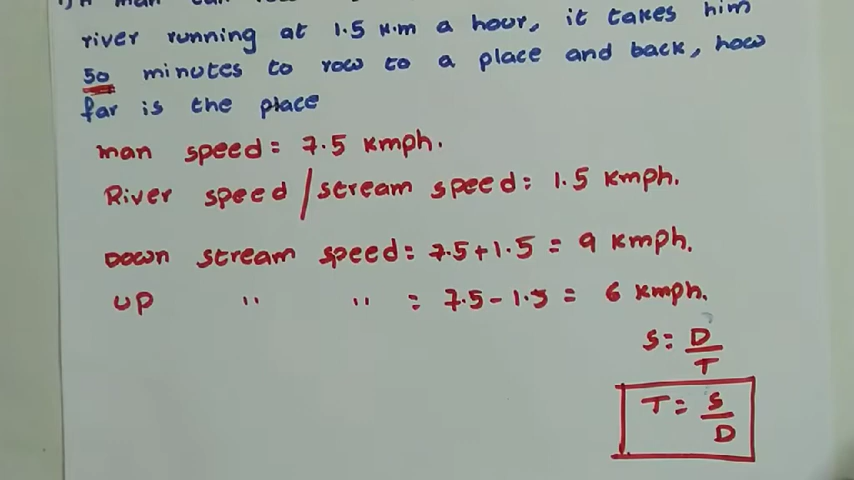 river running at 1.5 K.m a hour, it takes him
50 minutes to row to a place and back, how
far is the place
man speed = 7.5 kmph.
River speed / stream speed = 1.5 kmph.
Down stream speed = 7.5 + 1.5 = 9 kmph.
up " " = 7.5 - 1.5 = 6 kmph.
S = D/T
T = S/D